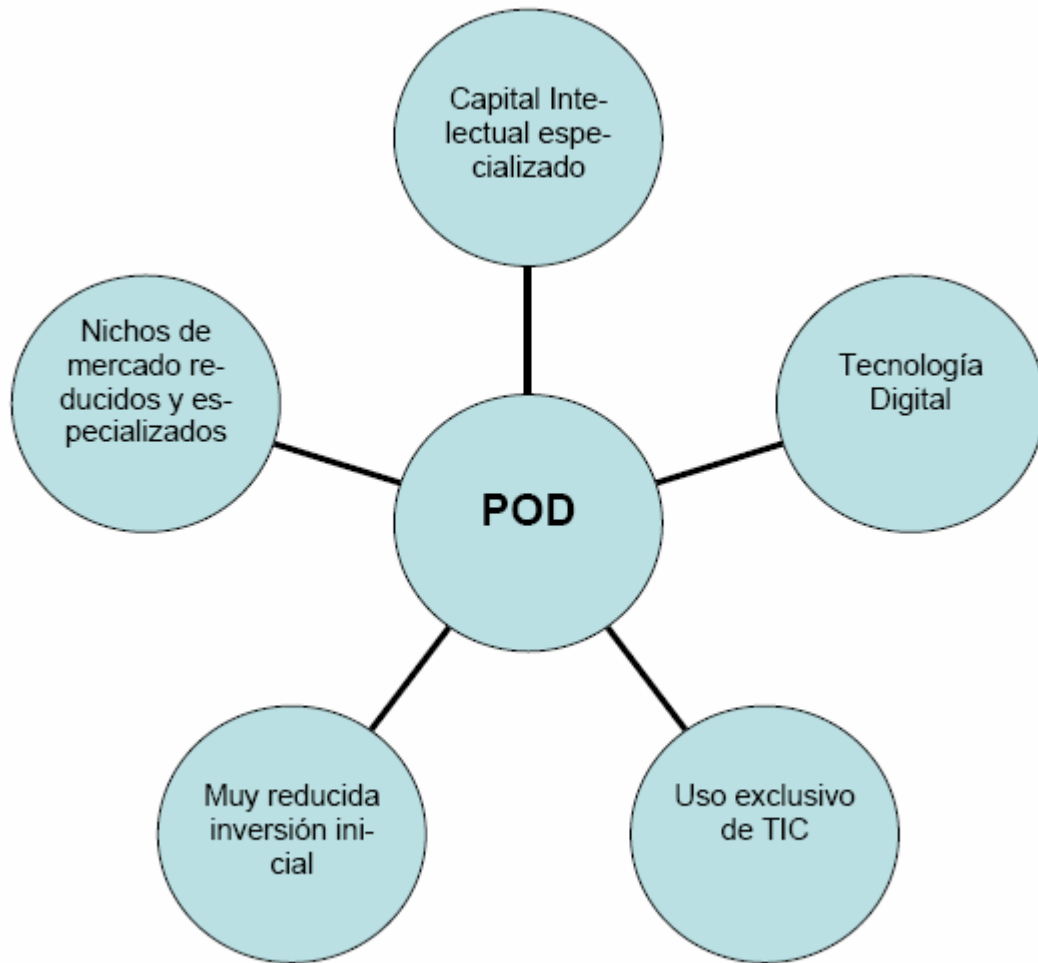 Capital Inte-
lectual espe-
cializado
Nichos de
mercado re-
ducidos y es-
pecializados
Tecnología
Digital
POD
Muy reducida
inversión ini-
cial
Uso exclusivo
de TIC